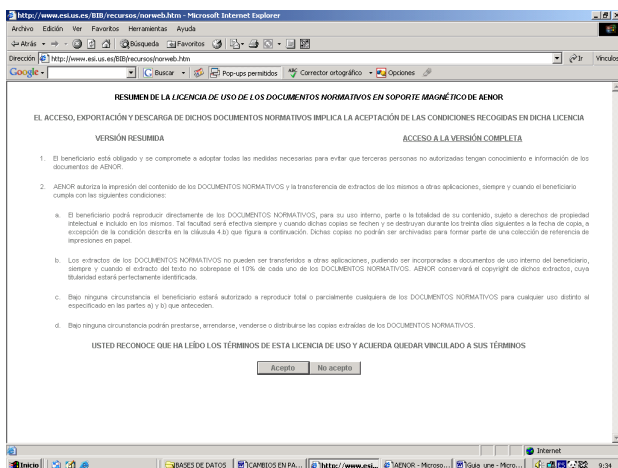 http://www.esi.us.es/BIB/recursos/norweb.htm - Microsoft Internet Explorer
Archivo Edición Ver Favoritos Herramientas Ayuda
Atrás Búsqueda Favoritos
Dirección http://www.esi.us.es/BIB/recursos/norweb.htm Ir Vínculos
Google Buscar Pop-ups permitidos Corrector ortográfico Opciones
RESUMEN DE LA LICENCIA DE USO DE LOS DOCUMENTOS NORMATIVOS EN SOPORTE MAGNÉTICO DE AENOR
EL ACCESO, EXPORTACIÓN Y DESCARGA DE DICHOS DOCUMENTOS NORMATIVOS IMPLICA LA ACEPTACIÓN DE LAS CONDICIONES RECOGIDAS EN DICHA LICENCIA
VERSIÓN RESUMIDA ACCESO A LA VERSIÓN COMPLETA
1. El beneficiario está obligado y se compromete a adoptar todas las medidas necesarias para evitar que terceras personas no autorizadas tengan conocimiento e información de los
documentos de AENOR.
2. AENOR autoriza la impresión del contenido de los DOCUMENTOS NORMATIVOS y la transferencia de extractos de los mismos a otras aplicaciones, siempre y cuando el beneficiario
cumpla con las siguientes condiciones:
a. El beneficiario podrá reproducir directamente de los DOCUMENTOS NORMATIVOS, para su uso interno, parte o la totalidad de su contenido, sujeto a derechos de propiedad
intelectual e incluido en los mismos. Tal facultad será efectiva siempre y cuando dichas copias se fechen y se destruyan durante los treinta días siguientes a la fecha de copia, a
excepción de la condición descrita en la cláusula 4.b) que figura a continuación. Dichas copias no podrán ser archivadas para formar parte de una colección de referencia de
impresiones en papel.
b. Los extractos de los DOCUMENTOS NORMATIVOS no pueden ser transferidos a otras aplicaciones, pudiendo ser incorporados a documentos de uso interno del beneficiario,
siempre y cuando el extracto del texto no sobrepase el 10% de cada uno de los DOCUMENTOS NORMATIVOS. AENOR conservará el copyright de dichos extractos, cuya
titularidad estará perfectamente identificada.
c. Bajo ninguna circunstancia el beneficiario estará autorizado a reproducir total o parcialmente cualquiera de los DOCUMENTOS NORMATIVOS para cualquier uso distinto al
especificado en las partes a) y b) que anteceden.
d. Bajo ninguna circunstancia podrán prestarse, arrendarse, venderse o distribuirse las copias extraídas de los DOCUMENTOS NORMATIVOS.
USTED RECONOCE QUE HA LEÍDO LOS TÉRMINOS DE ESTA LICENCIA DE USO Y ACUERDA QUEDAR VINCULADO A SUS TÉRMINOS
Acepto No acepto
Internet
Inicio BASES DE DATOS CAMBIOS EN PA... http://www.esi... AENOR - Microso... Guia une - Micro... 9:34